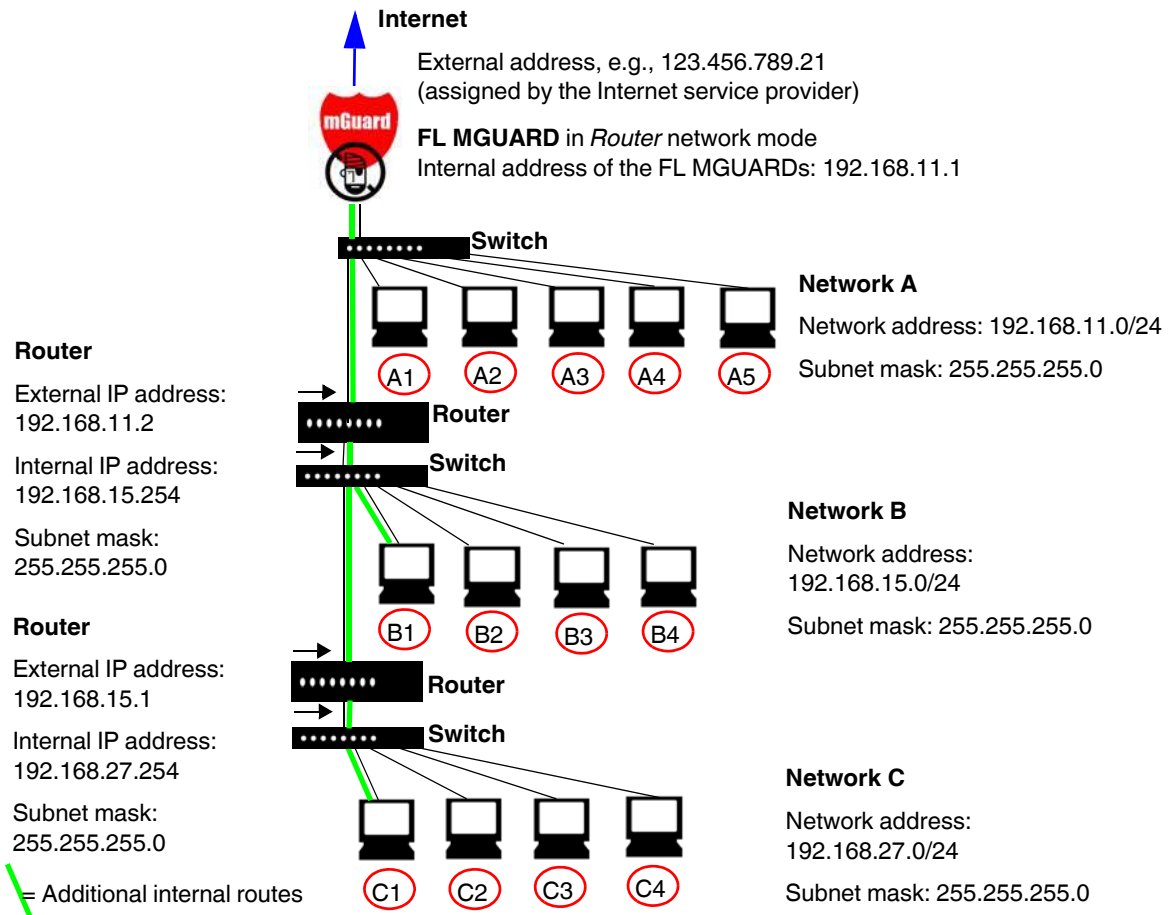 Internet
External address, e.g., 123.456.789.21
(assigned by the Internet service provider)
mGuard
FL MGUARD in Router network mode
Internal address of the FL MGUARDs: 192.168.11.1
Switch
Network A
Network address: 192.168.11.0/24
Subnet mask: 255.255.255.0
A1
A2
A3
A4
A5
Router
External IP address:
192.168.11.2
Internal IP address:
192.168.15.254
Subnet mask:
255.255.255.0
Router
Switch
Network B
Network address:
192.168.15.0/24
Subnet mask: 255.255.255.0
B1
B2
B3
B4
Router
External IP address:
192.168.15.1
Internal IP address:
192.168.27.254
Subnet mask:
255.255.255.0
Router
Switch
Network C
Network address:
192.168.27.0/24
Subnet mask: 255.255.255.0
C1
C2
C3
C4
= Additional internal routes